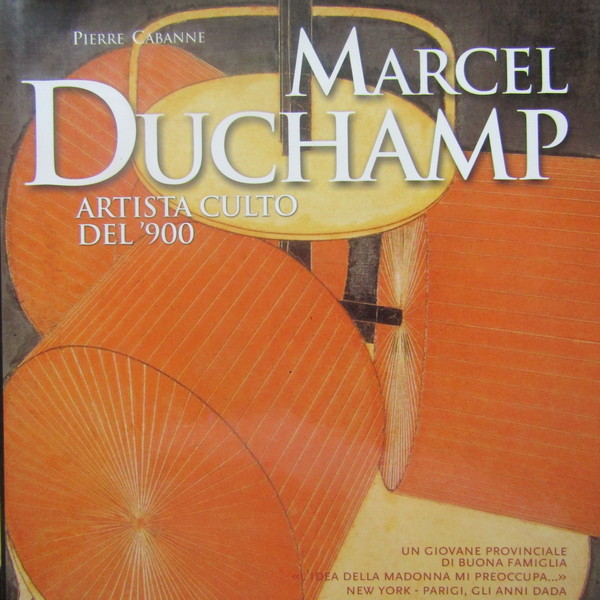 PIERRE CABANNE
MARCEL
DUCHAMP
ARTISTA CULTO
DEL '900
UN GIOVANE PROVINCIALE
DI BUONA FAMIGLIA
«L'IDEA DELLA MADONNA MI PREOCCUPA...»
NEW YORK - PARIGI, GLI ANNI DADA